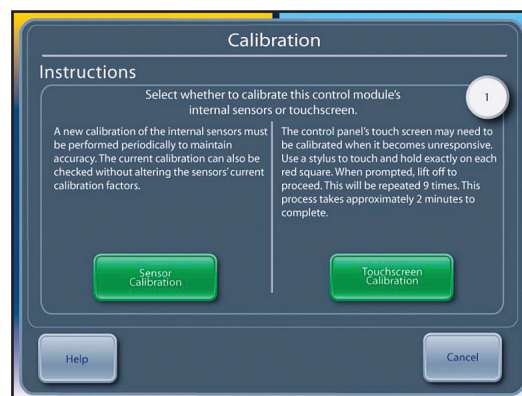 Calibration
Instructions
Select whether to calibrate this control module's
internal sensors or touchscreen.
1
A new calibration of the internal sensors must
be performed periodically to maintain
accuracy. The current calibration can also be
checked without altering the sensors' current
calibration factors.
The control panel's touch screen may need to
be calibrated when it becomes unresponsive.
Use a stylus to touch and hold exactly on each
red square. When prompted, lift off to
proceed. This will be repeated 9 times. This
process takes approximately 2 minutes to
complete.
Sensor
Calibration
Touchscreen
Calibration
Help
Cancel